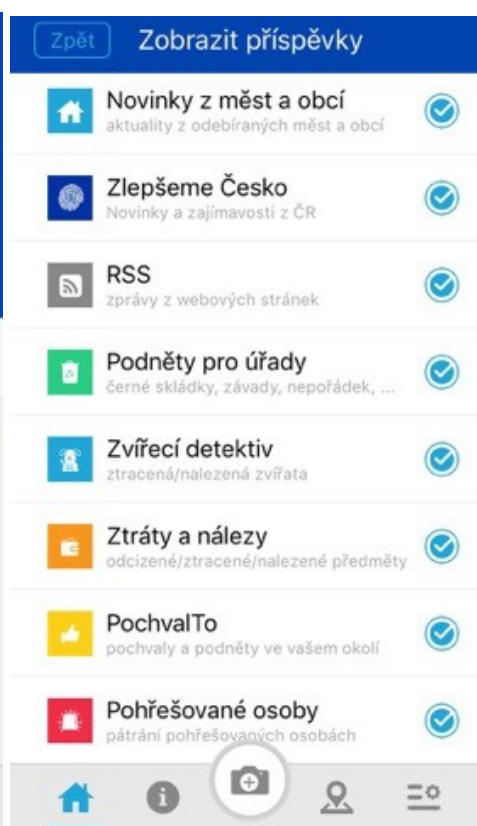 Zpět Zobrazit příspěvky
Novinky z měst a obcí
aktuality z odebíraných měst a obcí
Zlepšeme Česko
Novinky a zajímavosti z ČR
RSS
zprávy z webových stránek
Podněty pro úřady
černé skládky, závady, nepořádek, ...
Zvířecí detektiv
ztracená/nalezená zvířata
Ztráty a nálezy
odcizené/ztracené/nalezené předměty
PochvalTo
pochvaly a podněty ve vašem okolí
Pohřešované osoby
pátrání pohřešovaných osobách